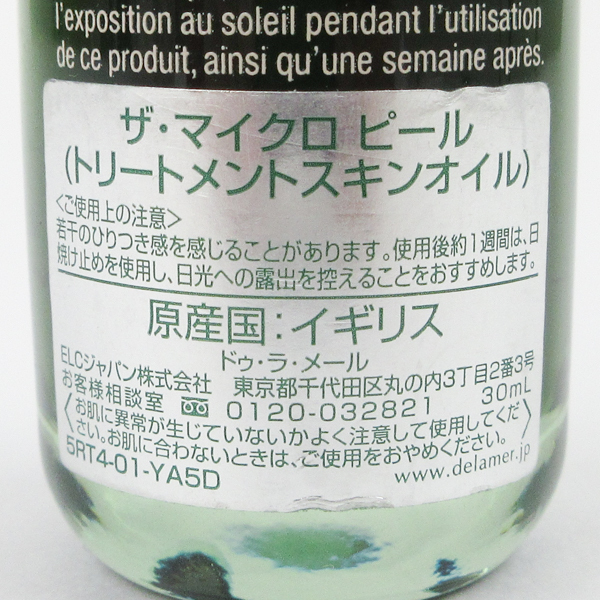 l'exposition au soleil pendant l'utilisation
de ce produit, ainsi qu'une semaine après.
ザ・マイクロ ピール
(トリートメントスキンオイル)
<ご使用上の注意>
若干のひりつき感を感じることがあります。使用後約1週間は、日
焼け止めを使用し、日光への露出を控えることをおすすめします。
原産国：イギリス
ドゥ・ラ・メール
ELCジャパン株式会社 東京都千代田区丸の内3丁目2番3号
お客様相談室 0120-032821 30mL
〈お肌に異常が生じていないかよく注意して使用してくだ
さい。お肌に合わないときは、ご使用をおやめください。〉
5RT4-01-YA5D
www.delamer.jp